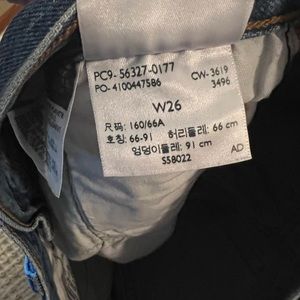 PC9- 56327-0177 CW-3619
PO- 4100447586 3496
W26
尺码: 160/66A
호칭: 66-91 허리둘레: 66 cm
엉덩이둘레: 91 cm
S58022 AD